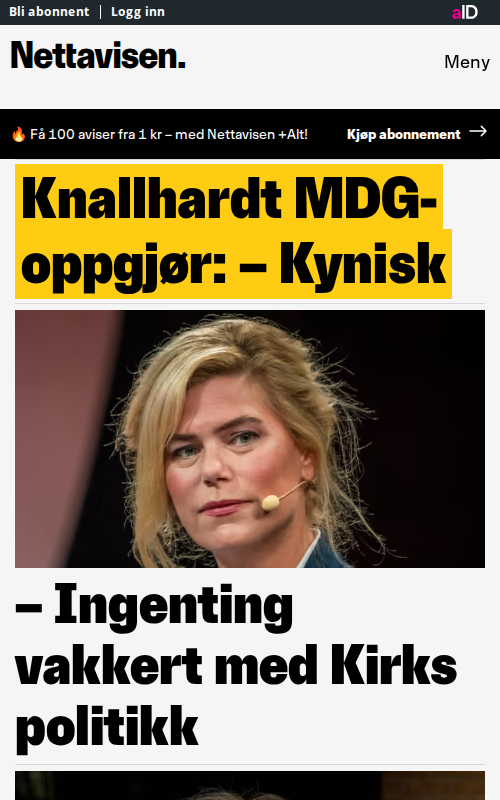 Bli abonnent | Logg inn
aID
Nettavisen.
Meny
🔥 Få 100 aviser fra 1 kr – med Nettavisen +Alt!
Kjøp abonnement →
Knallhardt MDG-
oppgjør: – Kynisk
– Ingenting
vakkert med Kirks
politikk